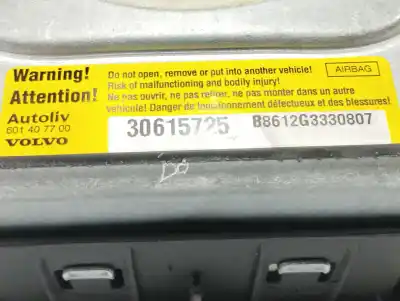 Warning!
Attention!
Do not open, remove or put into another vehicle!
Risk of malfunctioning and bodily injury!
Ne pas ouvrir, ne pas retirer, ne pas monter dans un autre
vehicule! Danger de fonctionnement défectueux et des blessures!
AIRBAG
Autoliv
601 40 77 00
VOLVO
30615725
B8612G3330807